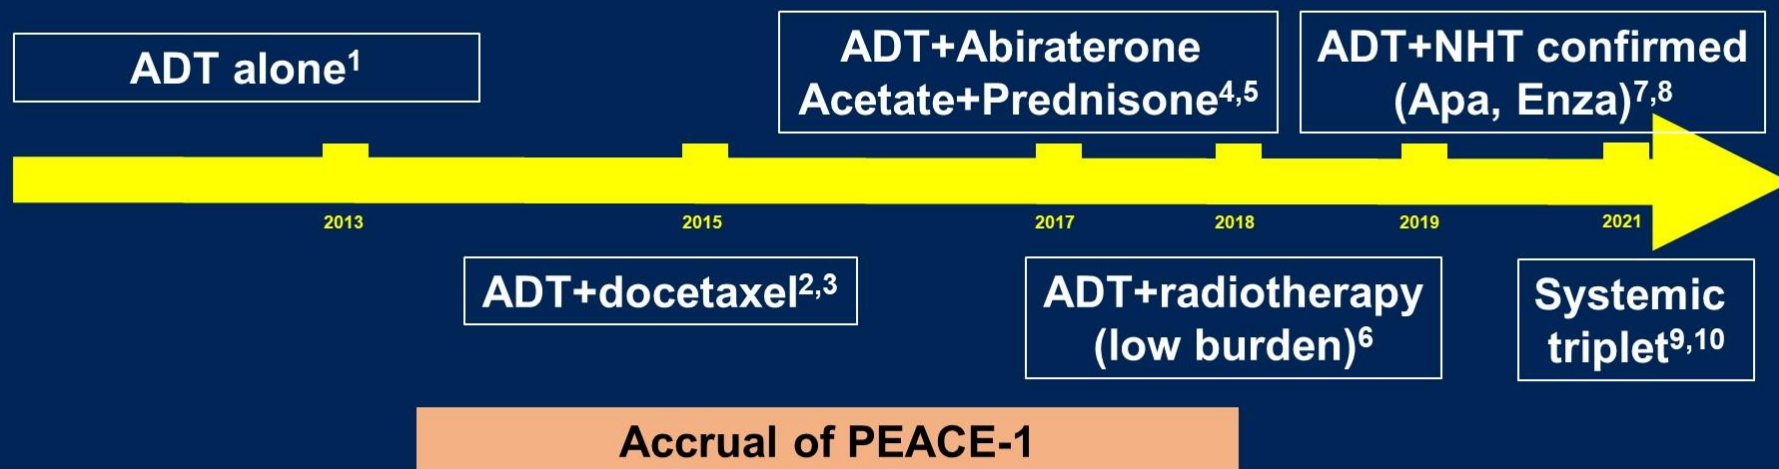 ADT alone¹
ADT+Abiraterone
Acetate+Prednisone⁴,⁵
ADT+NHT confirmed
(Apa, Enza)⁷,⁸
2013
2015
2017
2018
2019
2021
ADT+docetaxel²,³
ADT+radiotherapy
(low burden)⁶
Systemic
triplet⁹,¹⁰
Accrual of PEACE-1